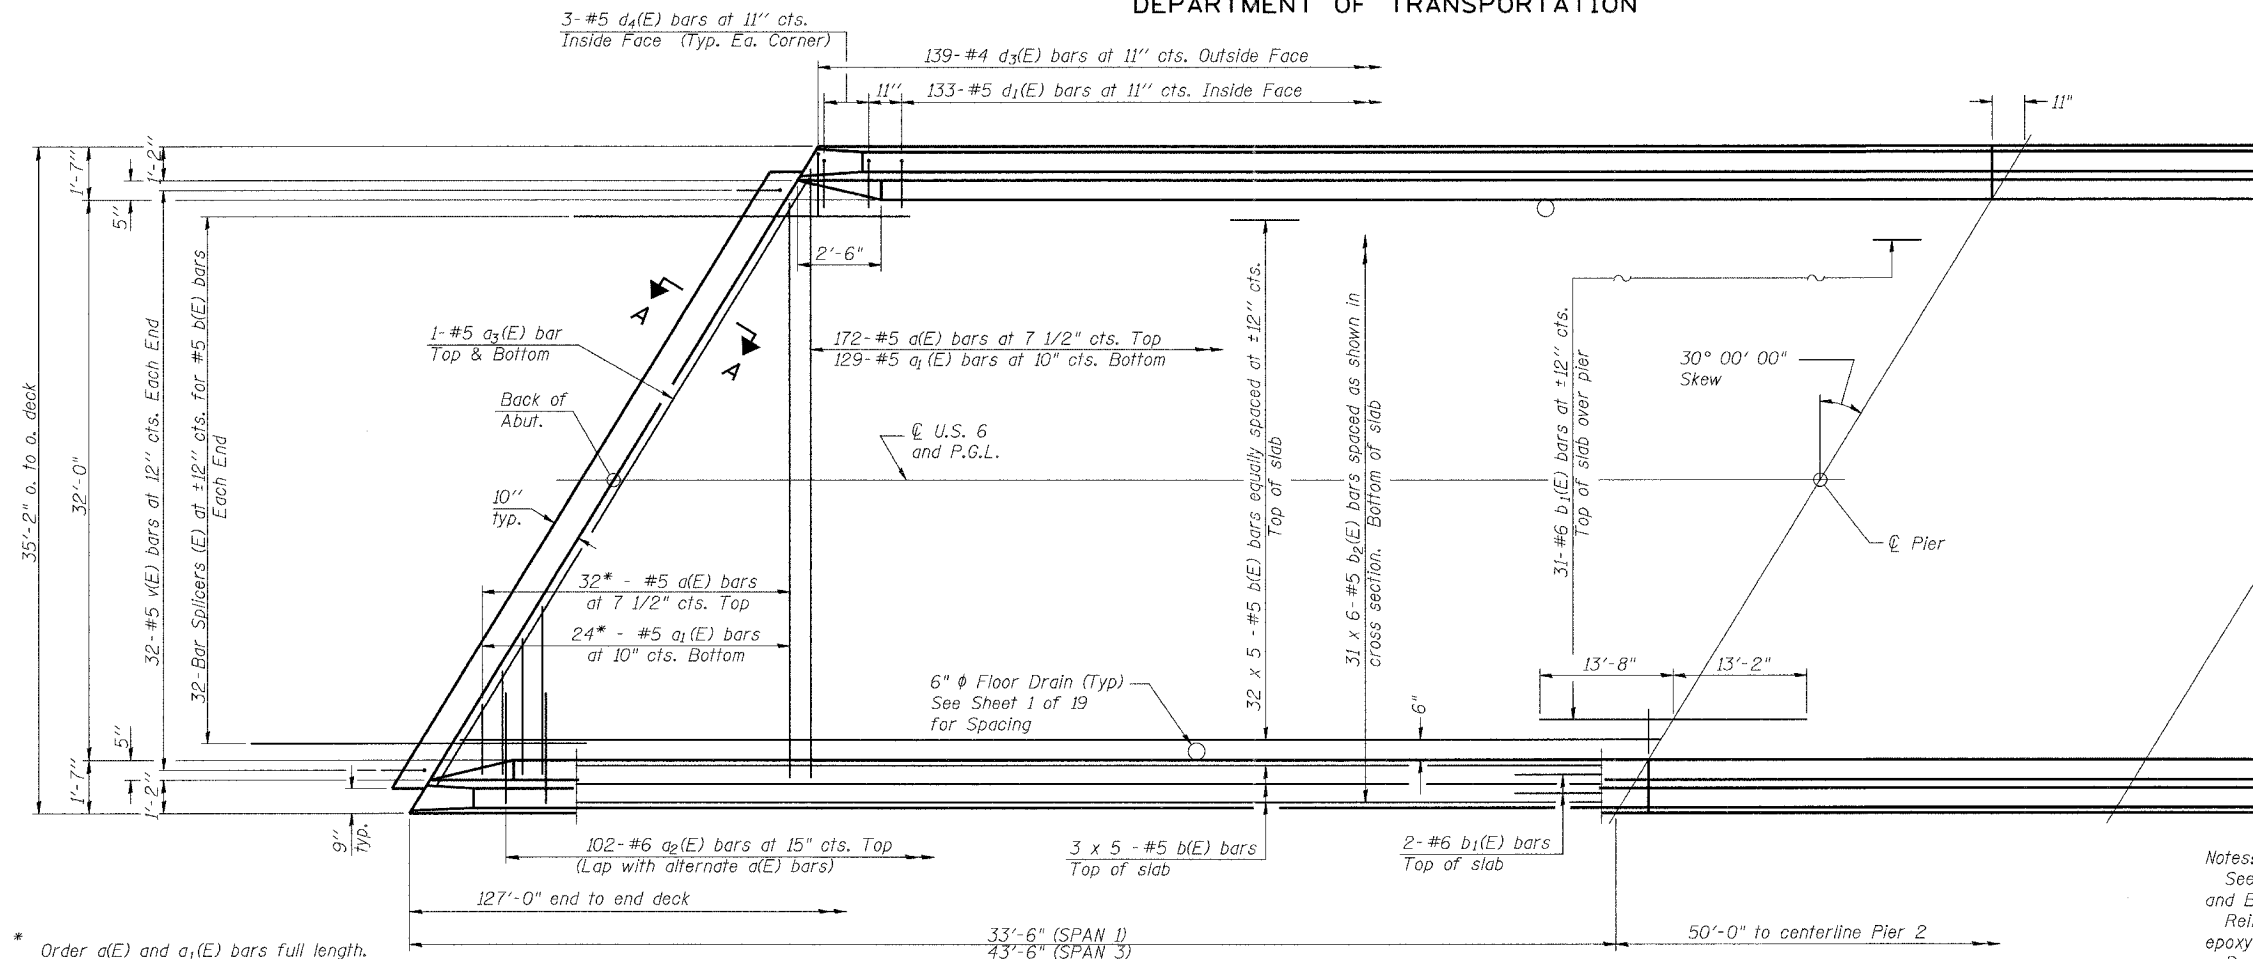 DEPARTMENT OF TRANSPORTATION
3-#5 d4(E) bars at 11'' cts.
Inside Face (Typ. Ea. Corner)
139-#4 d3(E) bars at 11'' cts. Outside Face
11''
133-#5 d1(E) bars at 11'' cts. Inside Face
11"
1'-7''
1'-2''
5''
2'-6"
35'-2" o. to o. deck
32'-0"
32-#5 v(E) bars at 12'' cts. Each End
32-Bar Splicers (E) at ±12'' cts. for #5 b(E) bars
Each End
A
A
1-#5 a3(E) bar
Top & Bottom
172-#5 a(E) bars at 7 1/2" cts. Top
129-#5 a1(E) bars at 10" cts. Bottom
Back of
Abut.
℄ U.S. 6
and P.G.L.
10''
typ.
32 x 5 - #5 b(E) bars equally spaced at ±12'' cts.
Top of slab
31 x 6-#5 b2(E) bars spaced as shown in
cross section. Bottom of slab
31-#6 b1(E) bars at ±12'' cts.
Top of slab over pier
30° 00' 00"
Skew
℄ Pier
32* - #5 a(E) bars
at 7 1/2" cts. Top
24* - #5 a1(E) bars
at 10" cts. Bottom
6" ϕ Floor Drain (Typ)
See Sheet 1 of 19
for Spacing
6"
13'-8"
13'-2"
5''
1'-7''
1'-2''
9''
typ.
102-#6 a2(E) bars at 15" cts. Top
(Lap with alternate a(E) bars)
3 x 5 -#5 b(E) bars
Top of slab
2-#6 b1(E) bars
Top of slab
127'-0" end to end deck
33'-6" (SPAN 1)
43'-6" (SPAN 3)
50'-0" to centerline Pier 2
* Order a(E) and a1(E) bars full length.
Notes:
See
and
epoxy